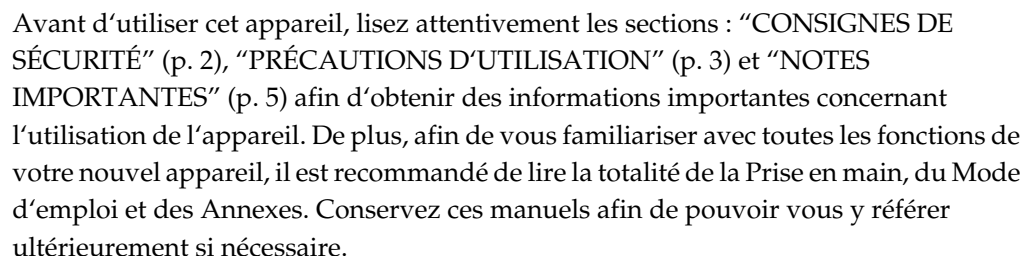 Avant d‘utiliser cet appareil, lisez attentivement les sections : “CONSIGNES DE
SÉCURITÉ” (p. 2), “PRÉCAUTIONS D‘UTILISATION” (p. 3) et “NOTES
IMPORTANTES” (p. 5) afin d‘obtenir des informations importantes concernant
l‘utilisation de l‘appareil. De plus, afin de vous familiariser avec toutes les fonctions de
votre nouvel appareil, il est recommandé de lire la totalité de la Prise en main, du Mode
d‘emploi et des Annexes. Conservez ces manuels afin de pouvoir vous y référer
ultérieurement si nécessaire.